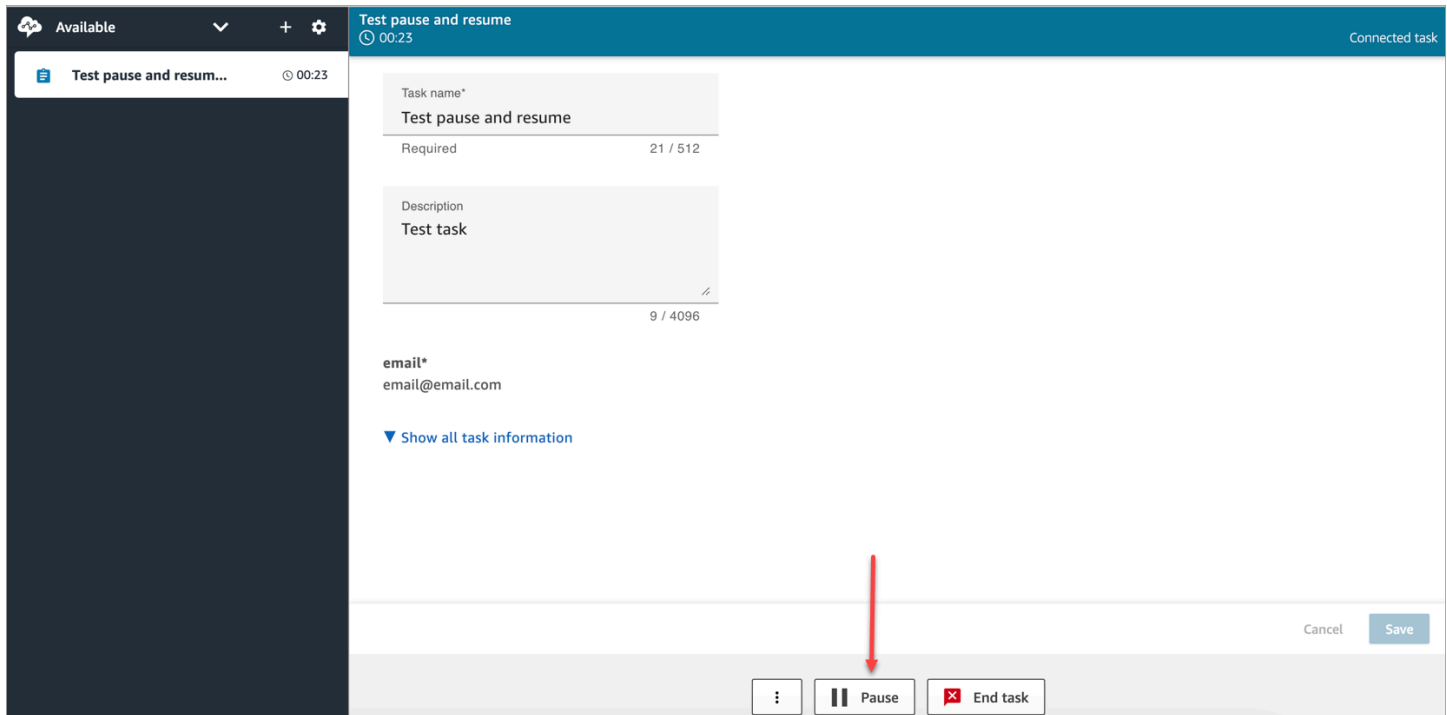 Available
Test pause and resum...
00:23
Test pause and resume
00:23
Connected task
Task name*
Test pause and resume
Required
21 / 512
Description
Test task
9 / 4096
email*
email@email.com
Show all task information
Cancel
Save
Pause
End task